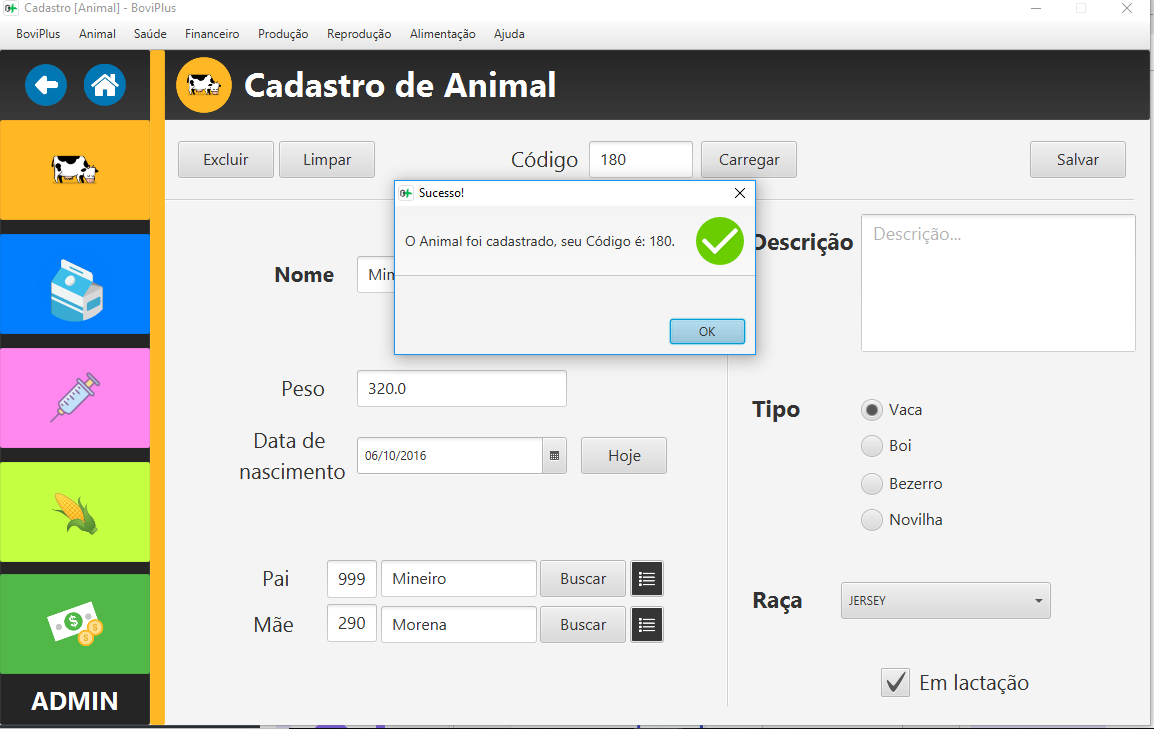 Cadastro [Animal] - BoviPlus
BoviPlus Animal Saúde Financeiro Produção Reprodução Alimentação Ajuda
Cadastro de Animal
Excluir Limpar Código 180 Carregar Salvar
Sucesso!
O Animal foi cadastrado, seu Código é: 180.
OK
Nome
Descrição Descrição...
Peso 320.0
Data de
nascimento 06/10/2016 Hoje
Tipo Vaca
Boi
Bezerro
Novilha
Pai 999 Mineiro Buscar
Mãe 290 Morena Buscar
Raça JERSEY
Em lactação
ADMIN